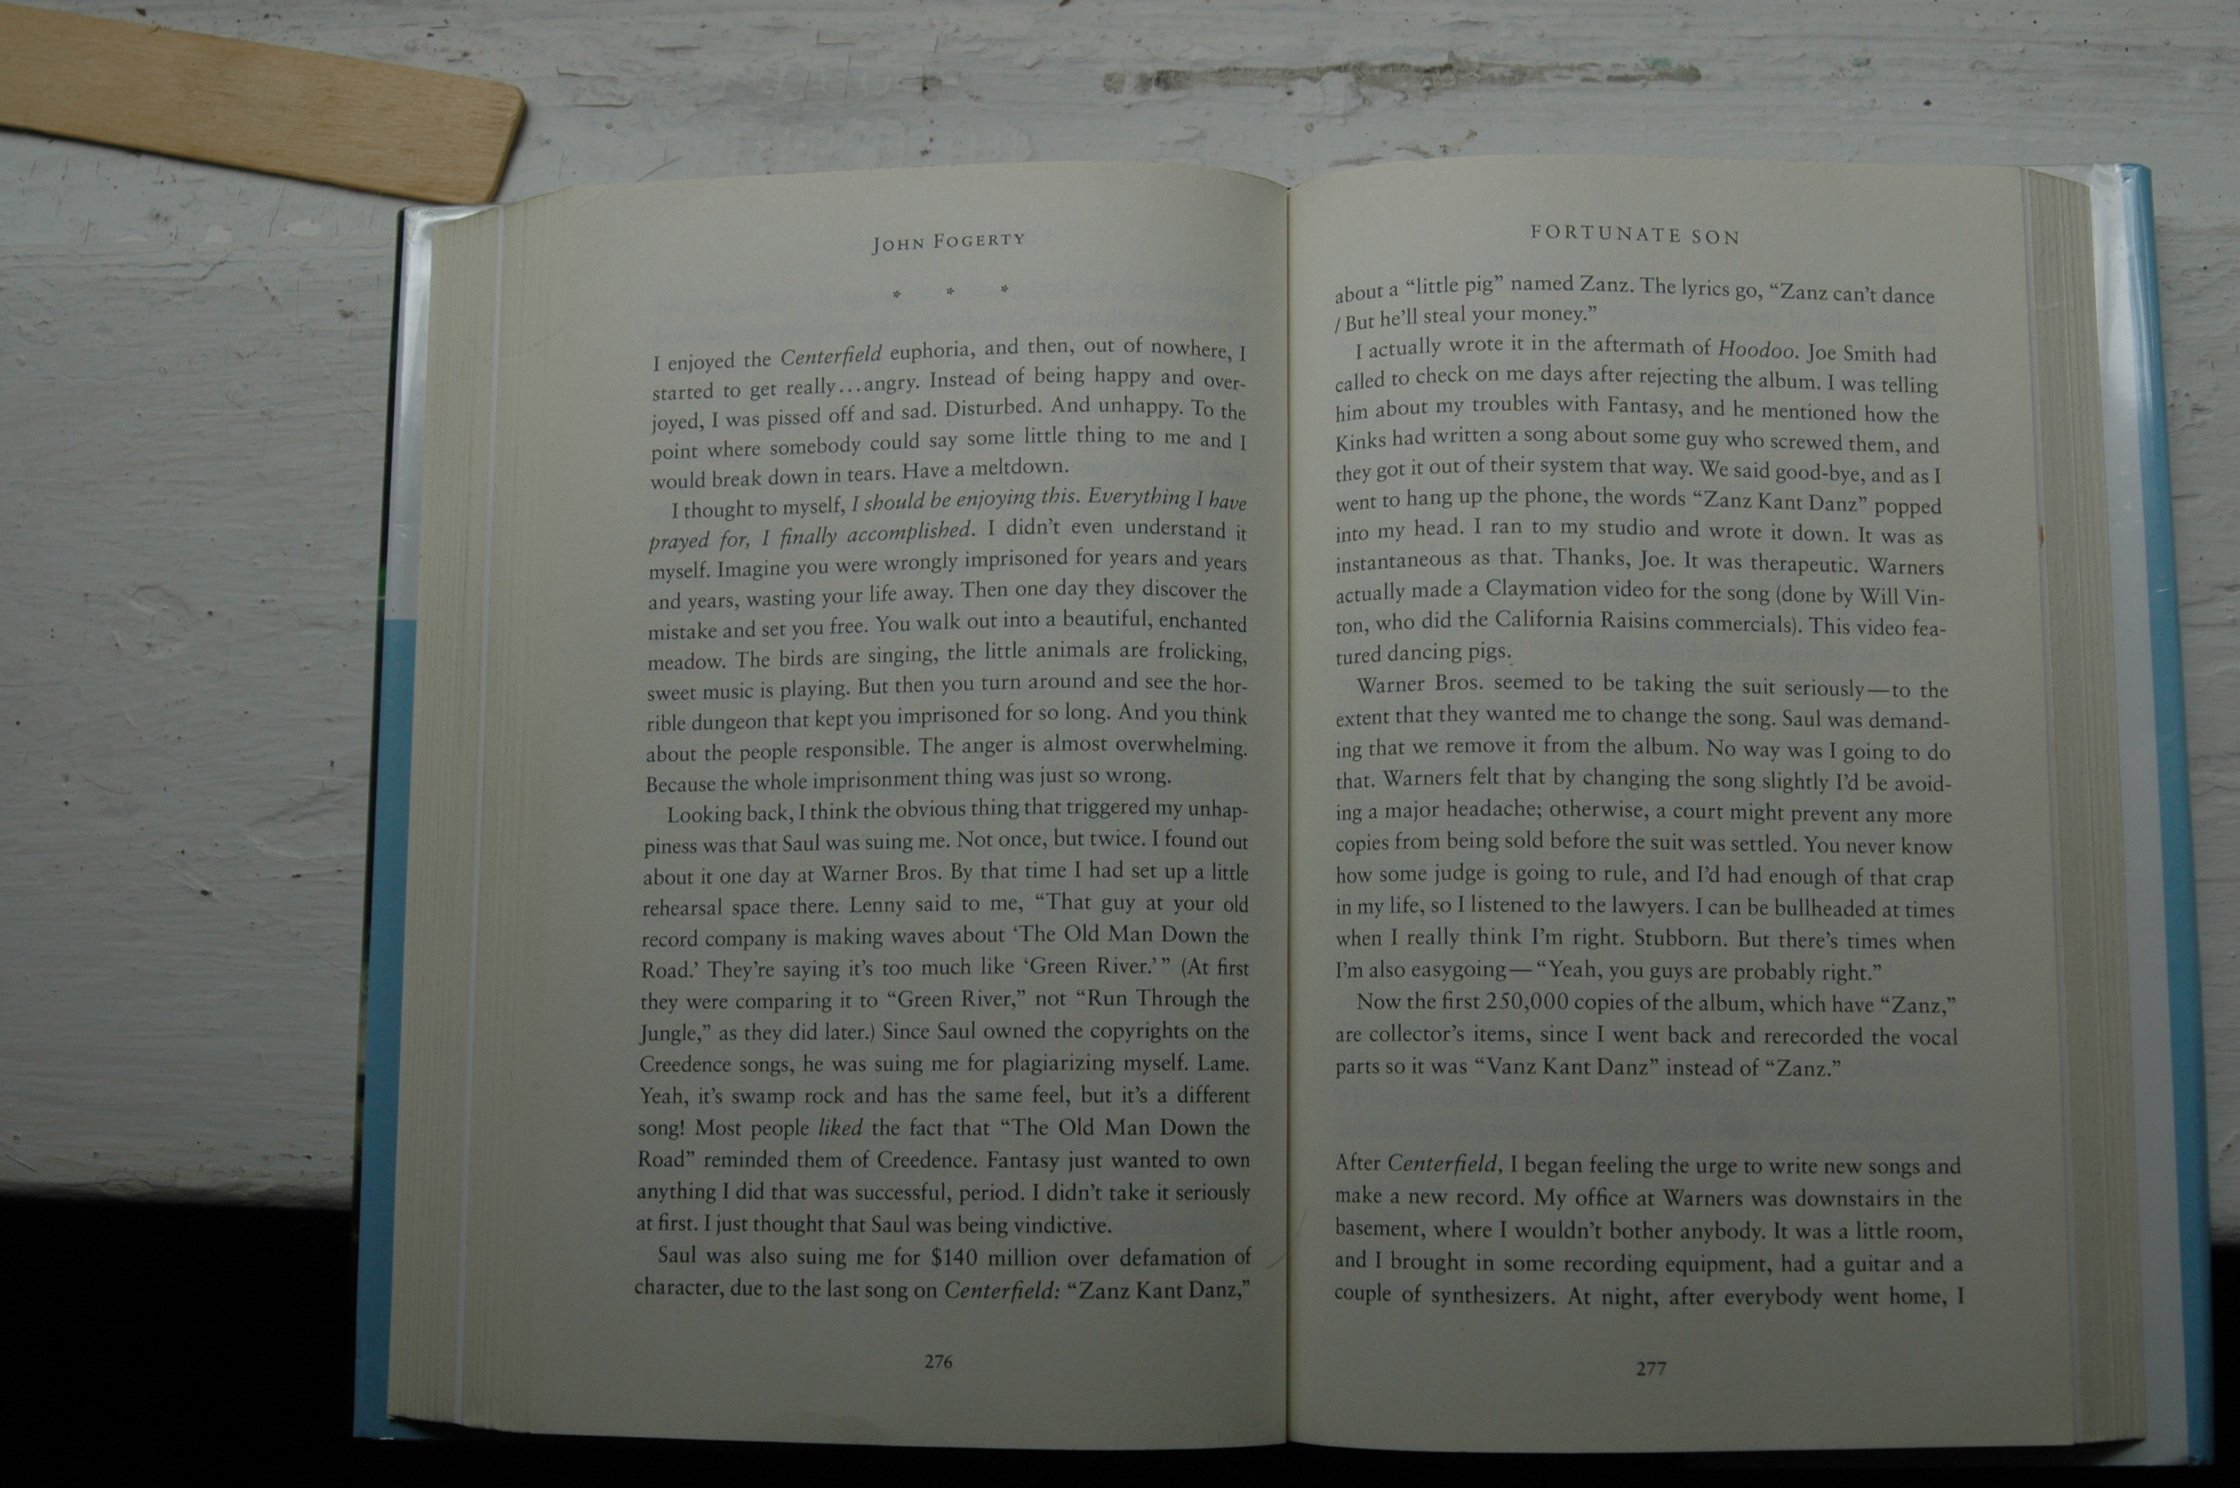 JOHN FOGERTY
* * *
I enjoyed the Centerfield euphoria, and then, out of nowhere, I
started to get really...angry. Instead of being happy and over-
joyed, I was pissed off and sad. Disturbed. And unhappy. To the
point where somebody could say some little thing to me and I
would break down in tears. Have a meltdown.
I thought to myself, I should be enjoying this. Everything I have
prayed for, I finally accomplished. I didn't even understand it
myself. Imagine you were wrongly imprisoned for years and years
and years, wasting your life away. Then one day they discover the
mistake and set you free. You walk out into a beautiful, enchanted
meadow. The birds are singing, the little animals are frolicking,
sweet music is playing. But then you turn around and see the hor-
rible dungeon that kept you imprisoned for so long. And you think
about the people responsible. The anger is almost overwhelming.
Because the whole imprisonment thing was just so wrong.
Looking back, I think the obvious thing that triggered my unhap-
piness was that Saul was suing me. Not once, but twice. I found out
about it one day at Warner Bros. By that time I had set up a little
rehearsal space there. Lenny said to me, “That guy at your old
record company is making waves about ‘The Old Man Down the
Road.’ They're saying it's too much like ‘Green River.’” (At first
they were comparing it to “Green River,” not “Run Through the
Jungle,” as they did later.) Since Saul owned the copyrights on the
Creedence songs, he was suing me for plagiarizing myself. Lame.
Yeah, it's swamp rock and has the same feel, but it's a different
song! Most people liked the fact that “The Old Man Down the
Road” reminded them of Creedence. Fantasy just wanted to own
anything I did that was successful, period. I didn't take it seriously
at first. I just thought that Saul was being vindictive.
Saul was also suing me for $140 million over defamation of
character, due to the last song on Centerfield: “Zanz Kant Danz,”
276
FORTUNATE SON
about a “little pig” named Zanz. The lyrics go, “Zanz can't dance
/ But he'll steal your money.”
I actually wrote it in the aftermath of Hoodoo. Joe Smith had
called to check on me days after rejecting the album. I was telling
him about my troubles with Fantasy, and he mentioned how the
Kinks had written a song about some guy who screwed them, and
they got it out of their system that way. We said good-bye, and as I
went to hang up the phone, the words “Zanz Kant Danz” popped
into my head. I ran to my studio and wrote it down. It was as
instantaneous as that. Thanks, Joe. It was therapeutic. Warners
actually made a Claymation video for the song (done by Will Vin-
ton, who did the California Raisins commercials). This video fea-
tured dancing pigs.
Warner Bros. seemed to be taking the suit seriously—to the
extent that they wanted me to change the song. Saul was demand-
ing that we remove it from the album. No way was I going to do
that. Warners felt that by changing the song slightly I'd be avoid-
ing a major headache; otherwise, a court might prevent any more
copies from being sold before the suit was settled. You never know
how some judge is going to rule, and I'd had enough of that crap
in my life, so I listened to the lawyers. I can be bullheaded at times
when I really think I'm right. Stubborn. But there's times when
I'm also easygoing—“Yeah, you guys are probably right.”
Now the first 250,000 copies of the album, which have “Zanz,”
are collector's items, since I went back and rerecorded the vocal
parts so it was “Vanz Kant Danz” instead of “Zanz.”
After Centerfield, I began feeling the urge to write new songs and
make a new record. My office at Warners was downstairs in the
basement, where I wouldn't bother anybody. It was a little room,
and I brought in some recording equipment, had a guitar and a
couple of synthesizers. At night, after everybody went home, I
277